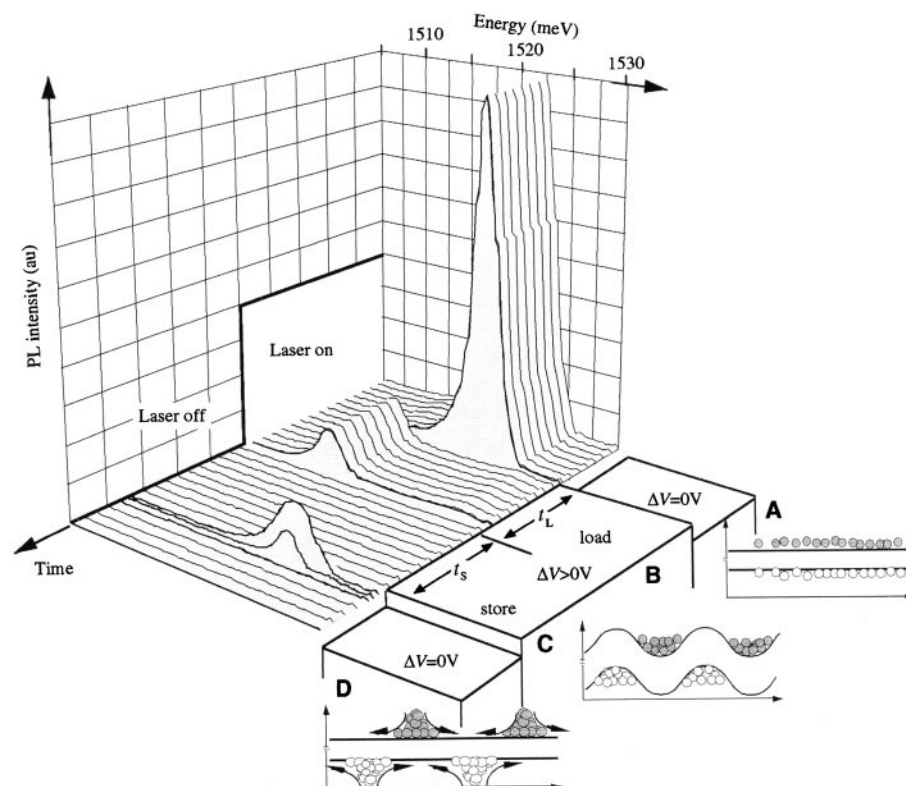 Energy (meV)
1510
1520
1530
PL intensity (au)
Laser on
Laser off
Time
ΔV=0V
A
t_L
load
ΔV>0V
B
t_S
store
C
ΔV=0V
D